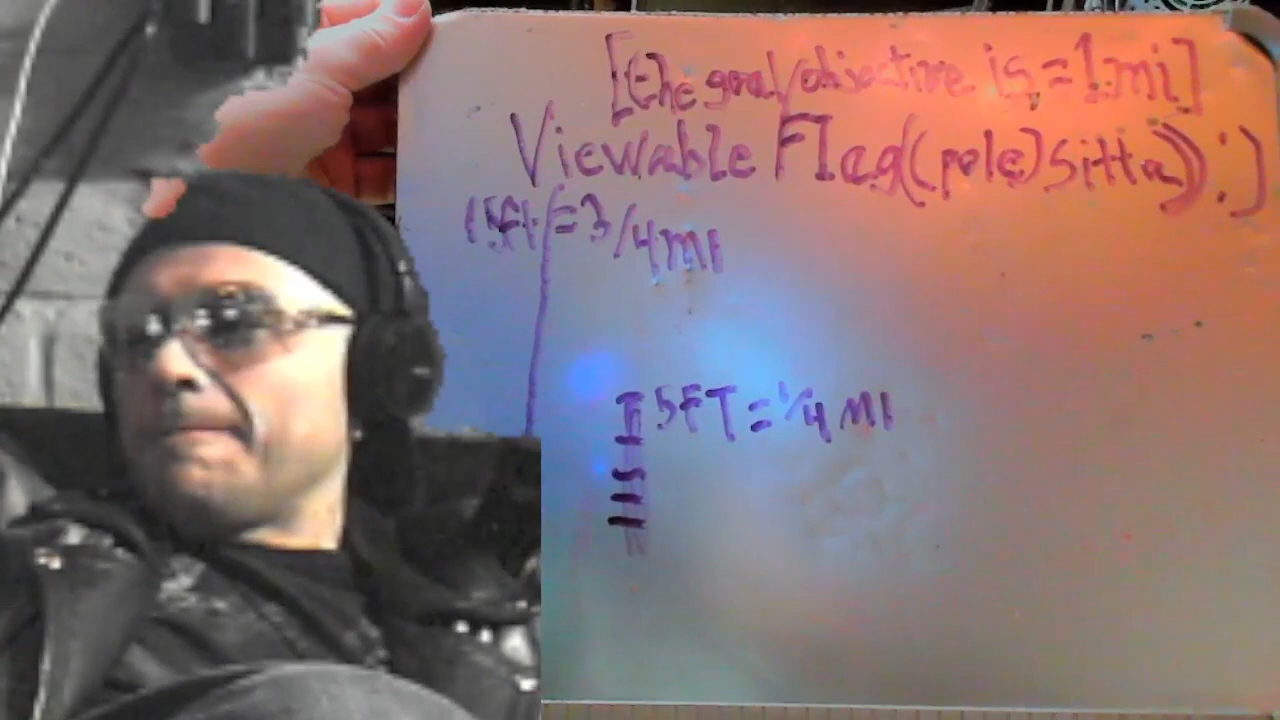 [the goal/objective is = 1 mi]
Viewable Flag(pole)sitta):)
15ft = 3/4 mi
5FT = 1/4 mi